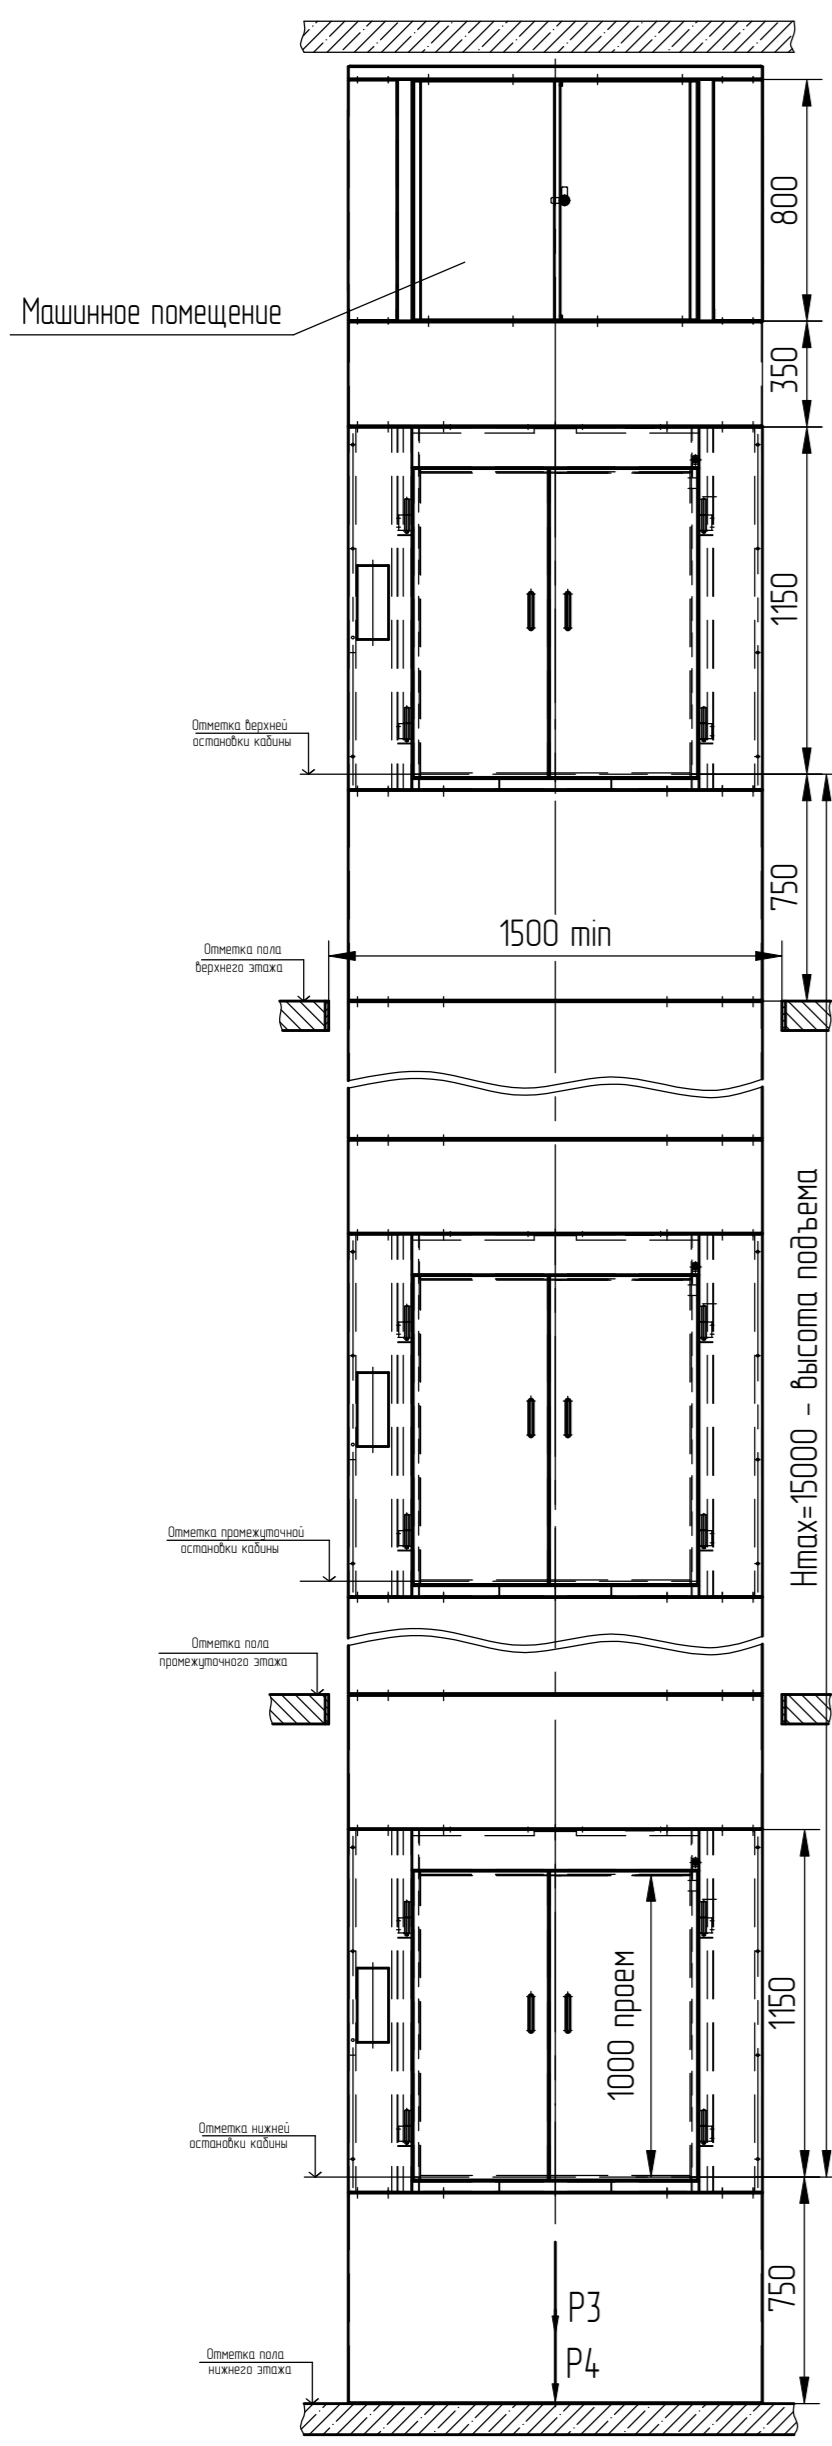 800
Машинное помещение
350
1150
Отметка верхней
остановки кабины
750
1500 min
Отметка пола
верхнего этажа
Hmax=15000 - высота подъема
Отметка промежуточной
остановки кабины
Отметка пола
промежуточного этажа
1150
1000 проем
Отметка нижней
остановки кабины
750
P3
P4
Отметка пола
нижнего этажа